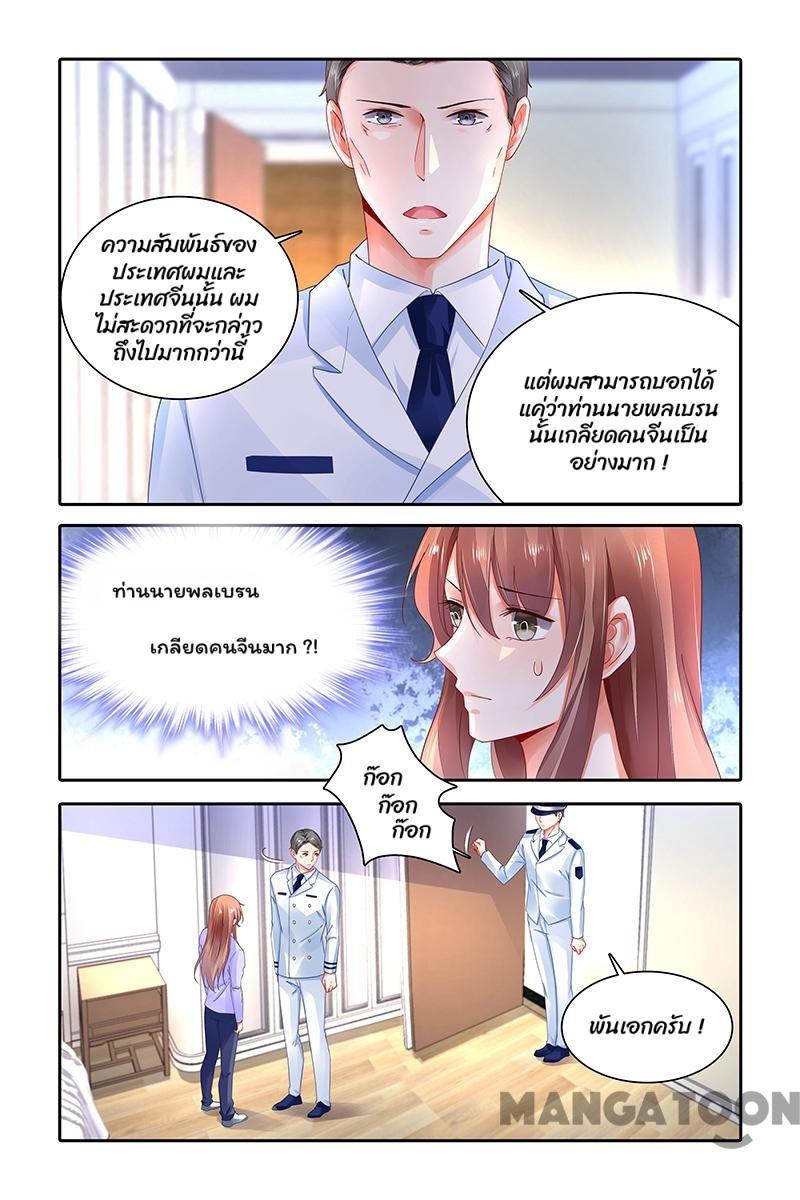 ความสัมพันธ์ของ
ประเทศผมและ
ประเทศจีนนั้น ผม
ไม่สะดวกที่จะกล่าว
ถึงไปมากกว่านี้
แต่ผมสามารถบอกได้
แค่ว่าท่านนายพลเบรน
นั้นเกลียดคนจีนเป็น
อย่างมาก !
ท่านนายพลเบรน
เกลียดคนจีนมาก ?!
ก๊อก
ก๊อก
ก๊อก
พันเอกครับ !
MANGATOON